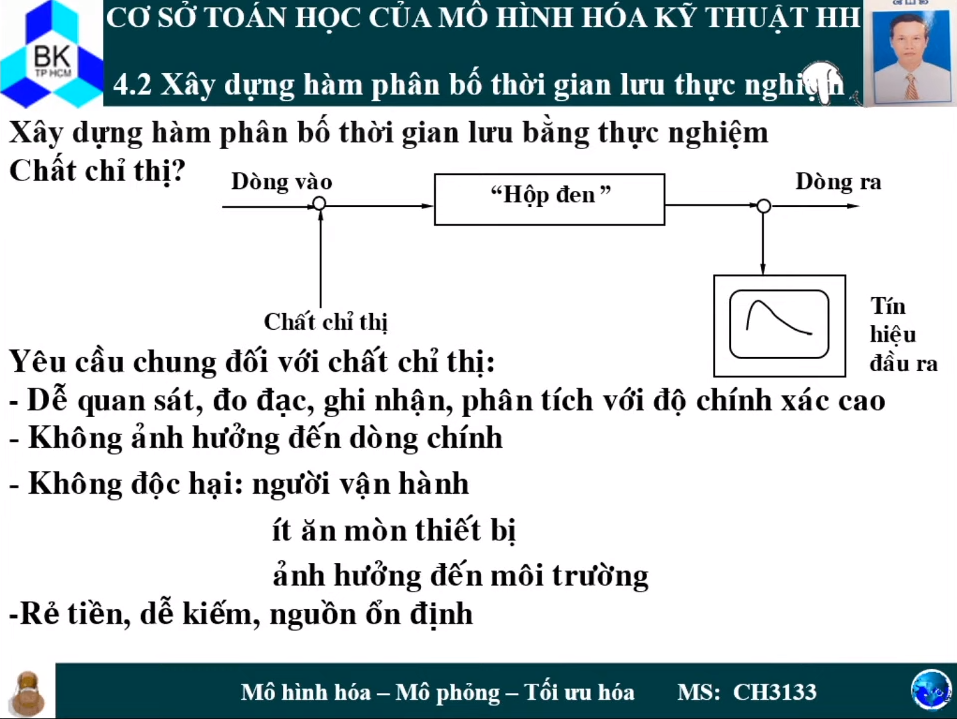 CƠ SỞ TOÁN HỌC CỦA MÔ HÌNH HÓA KỸ THUẬT HH
BK
TP HCM
4.2 Xây dựng hàm phân bố thời gian lưu thực nghiệm
Xây dựng hàm phân bố thời gian lưu bằng thực nghiệm
Chất chỉ thị?
Dòng vào
“Hộp đen”
Dòng ra
Chất chỉ thị
Tín
hiệu
đầu ra
Yêu cầu chung đối với chất chỉ thị:
- Dễ quan sát, đo đạc, ghi nhận, phân tích với độ chính xác cao
- Không ảnh hưởng đến dòng chính
- Không độc hại: người vận hành
ít ăn mòn thiết bị
ảnh hưởng đến môi trường
-Rẻ tiền, dễ kiếm, nguồn ổn định
Mô hình hóa – Mô phỏng – Tối ưu hóa MS: CH3133